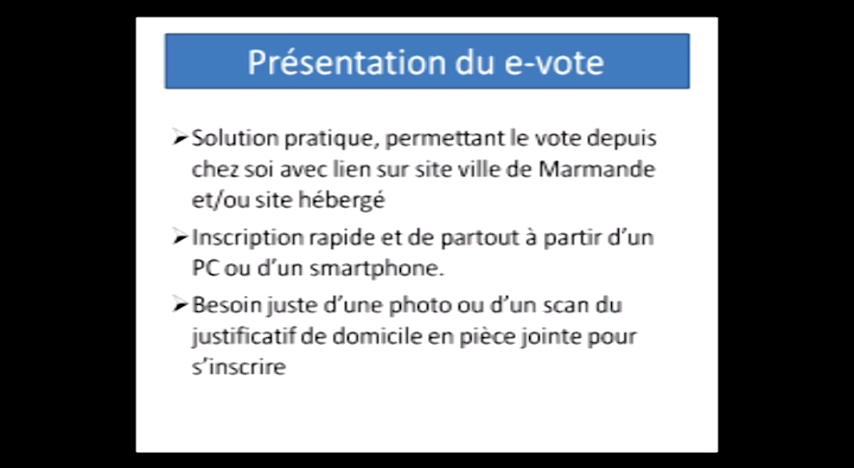 Présentation du e-vote
➢Solution pratique, permettant le vote depuis
chez soi avec lien sur site ville de Marmande
et/ou site hébergé
➢Inscription rapide et de partout à partir d'un
PC ou d'un smartphone.
➢Besoin juste d'une photo ou d'un scan du
justificatif de domicile en pièce jointe pour
s'inscrire